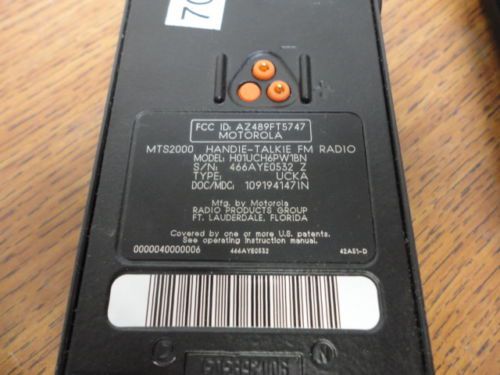 70
FCC ID: AZ489FT5747
MOTOROLA
MTS2000 HANDIE-TALKIE FM RADIO
MODEL: H01UCH6PW1BN
S/N: 466AYE0532 Z
TYPE: UCKA
DOC/MDC: 109194147IN
Mfg. by Motorola
RADIO PRODUCTS GROUP
FT. LAUDERDALE, FLORIDA
Covered by one or more U.S. patents.
See operating instruction manual.
0000040000006 466AYE0532 42A51-D